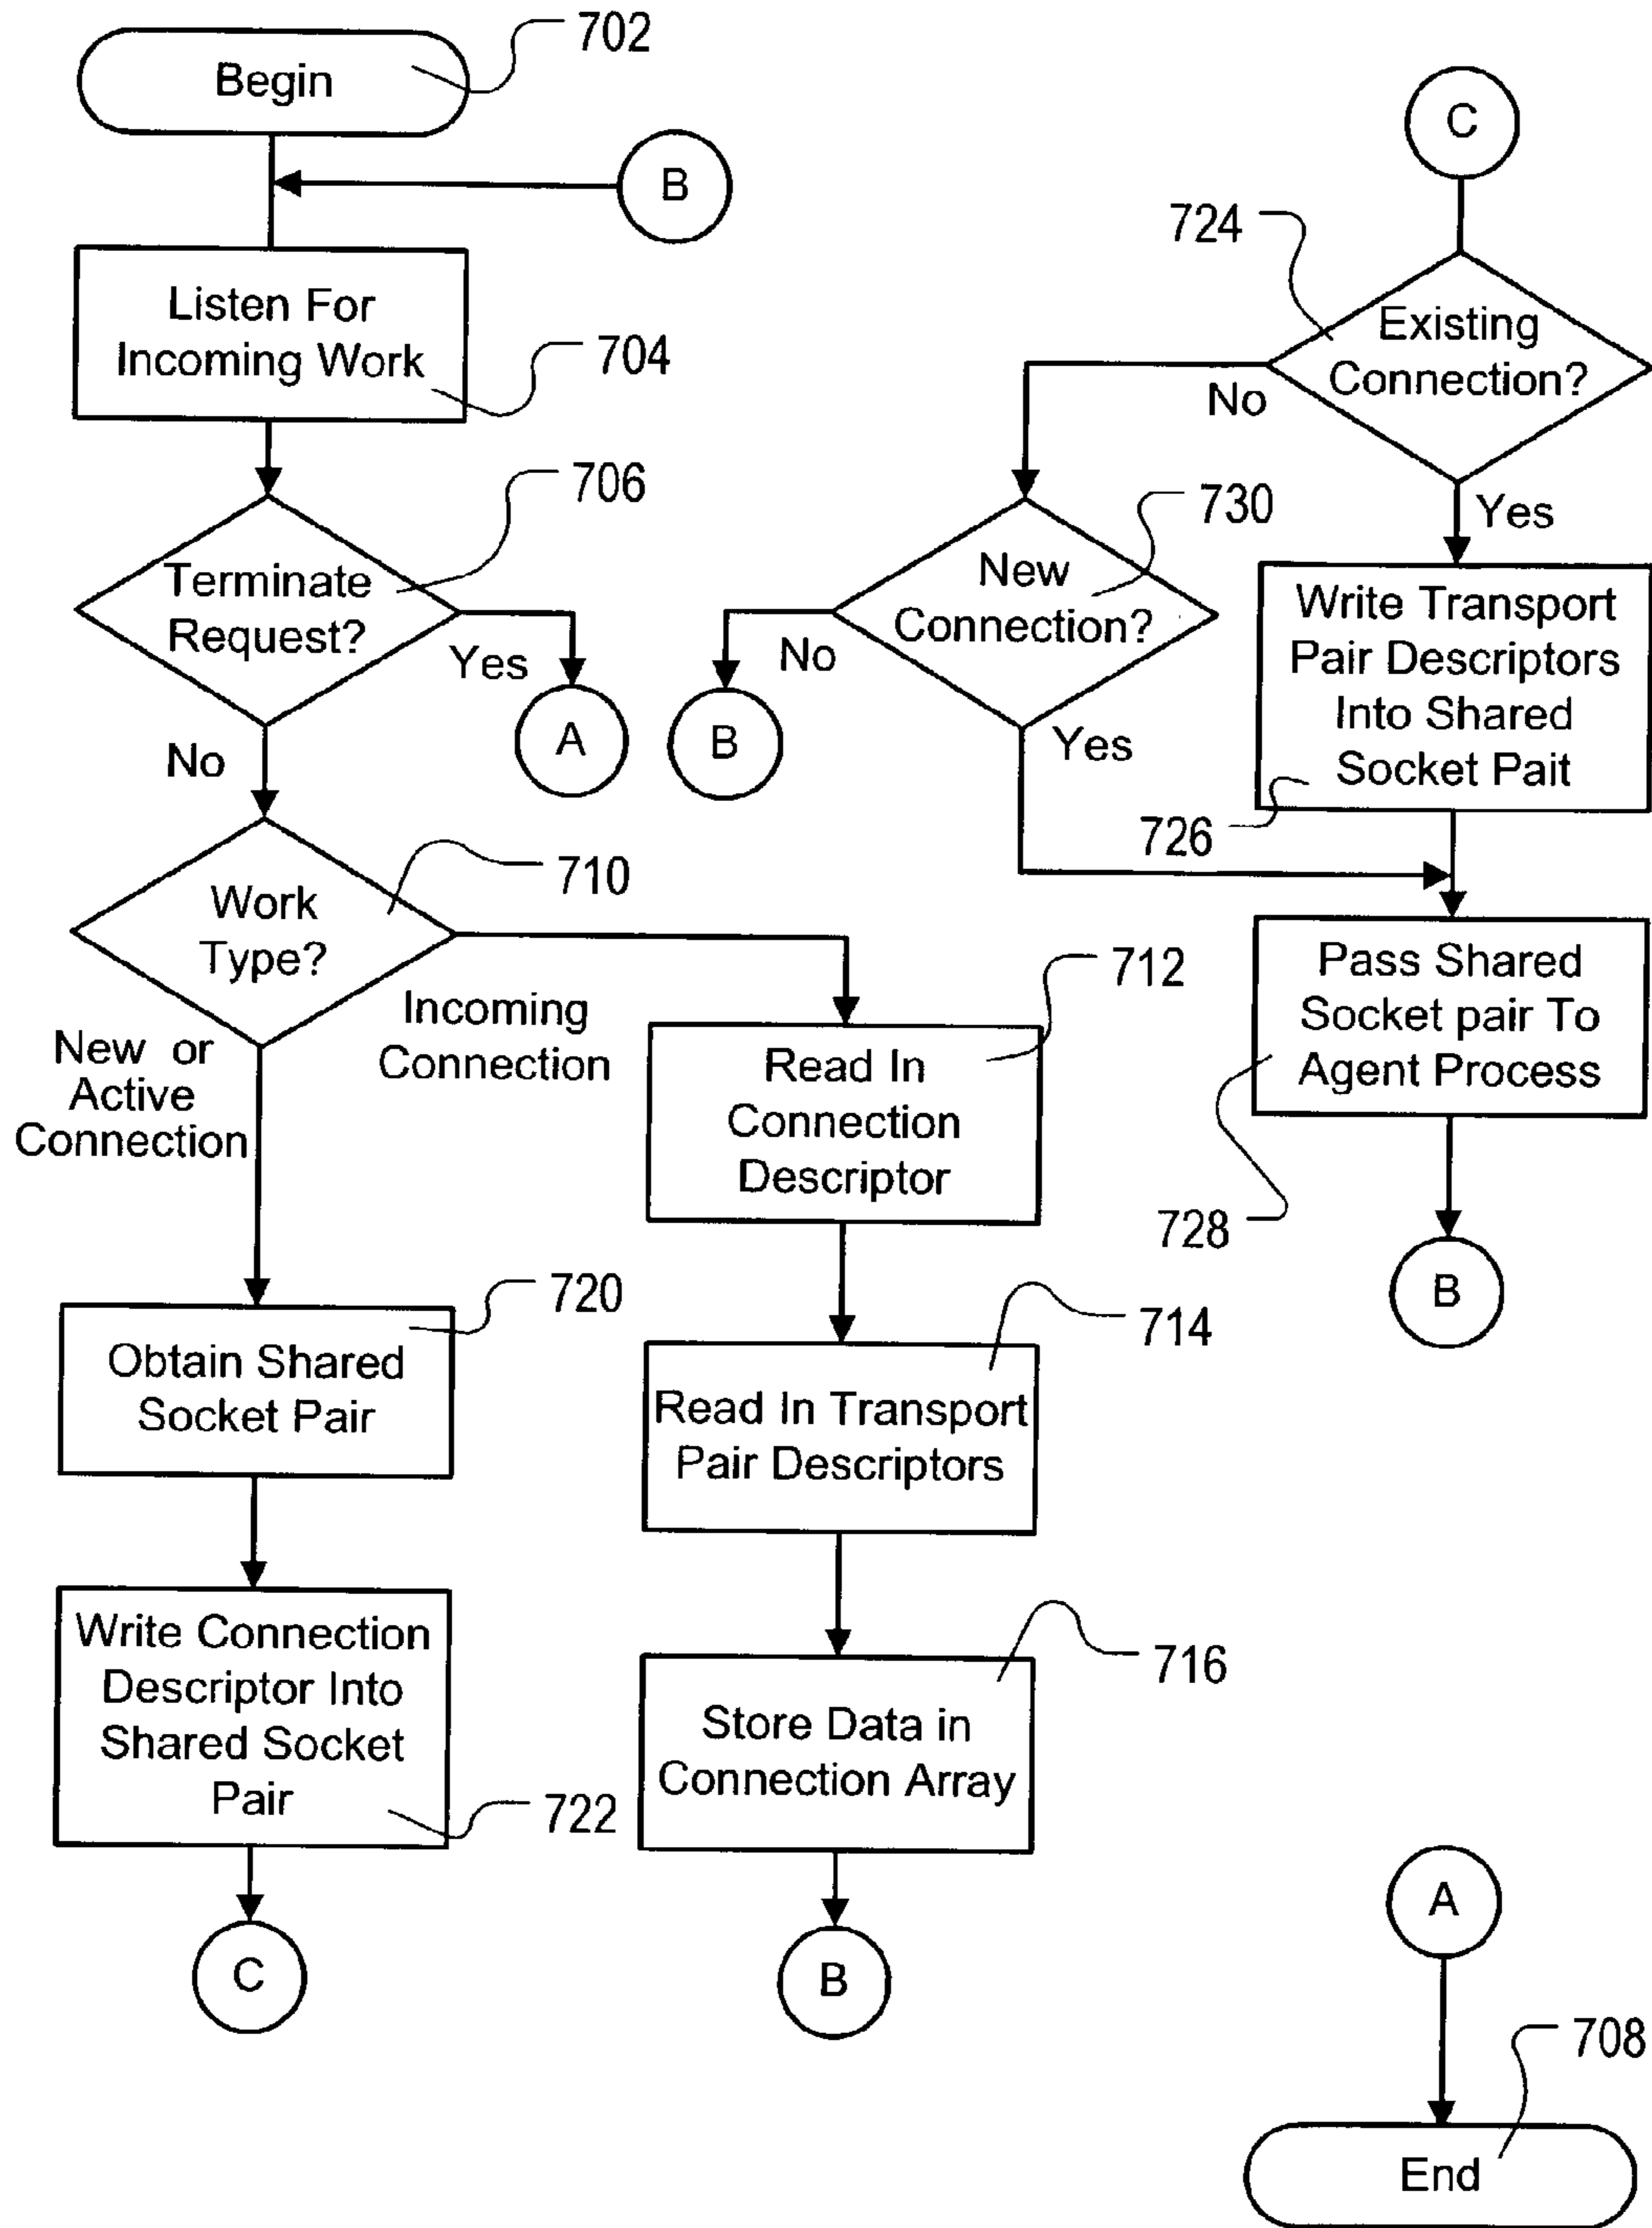 702
Begin
B
Listen For
Incoming Work
704
706
Terminate
Request?
Yes
A
No
710
Work
Type?
New or
Active
Connection
Incoming
Connection
712
Read In
Connection
Descriptor
720
Obtain Shared
Socket Pair
714
Read In Transport
Pair Descriptors
Write Connection
Descriptor Into
Shared Socket
Pair
722
C
716
Store Data in
Connection Array
B
C
724
Existing
Connection?
No
Yes
730
New
Connection?
No
B
Yes
Write Transport
Pair Descriptors
Into Shared
Socket Pait
726
Pass Shared
Socket pair To
Agent Process
728
B
A
708
End